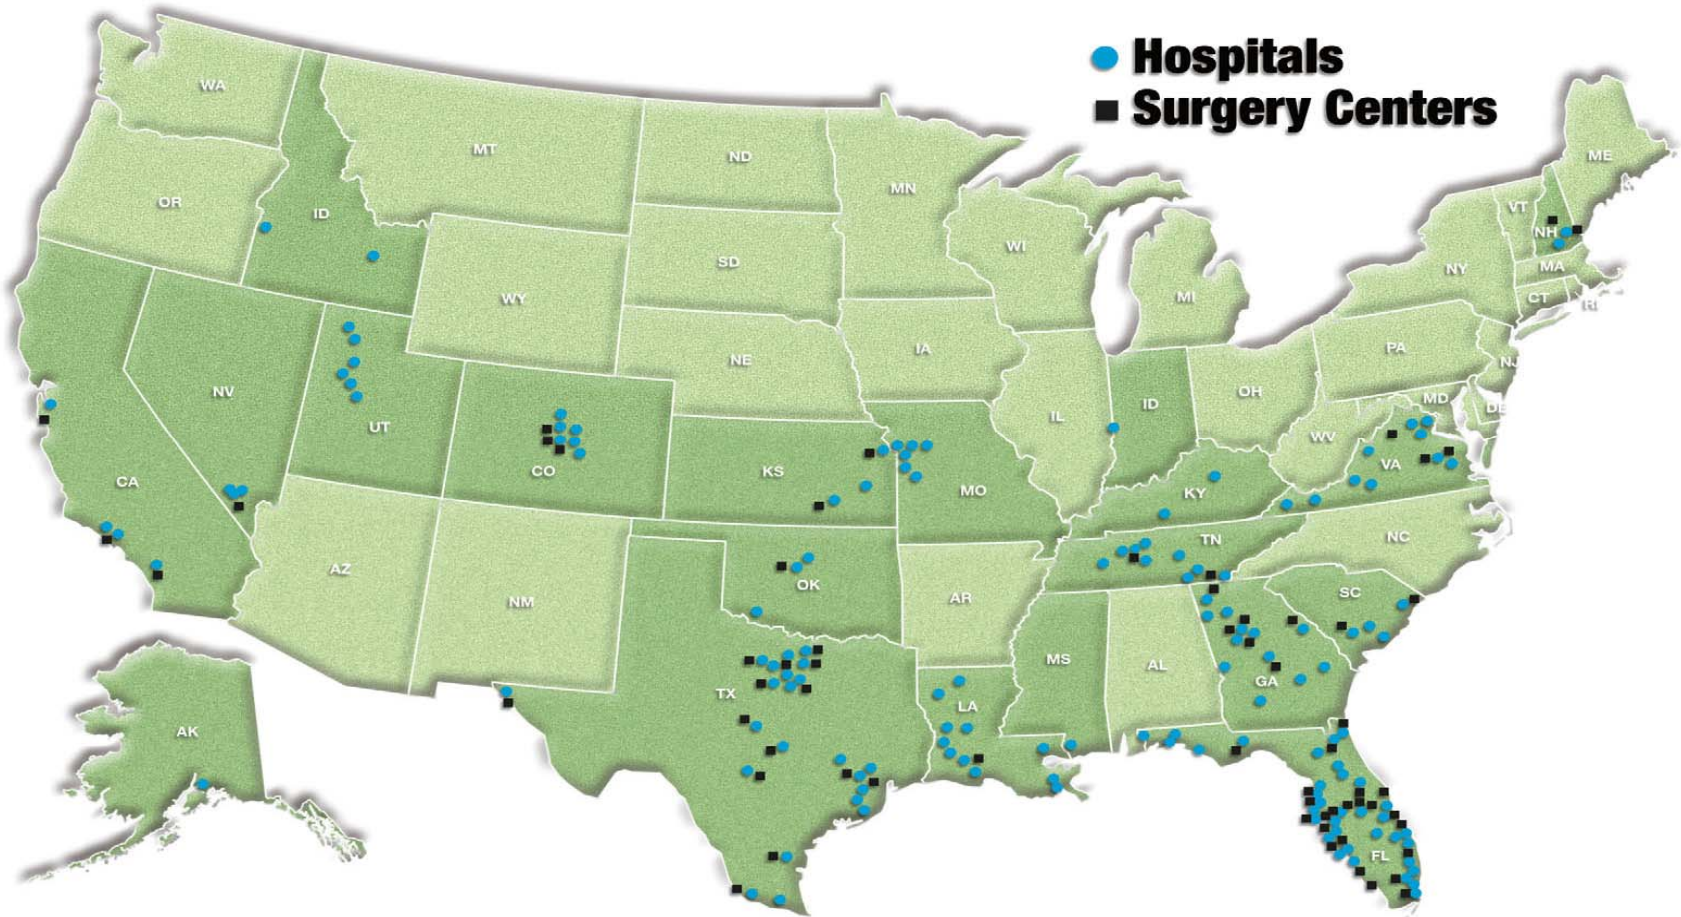 Hospitals
Surgery Centers
WA
MT
ND
MN
ME
OR
ID
SD
WI
VT
NH
WY
MI
NY
MA
CT
RI
NE
IA
PA
NJ
NV
UT
CO
KS
MO
IL
ID
OH
MD
DE
WV
VA
CA
KY
AZ
NM
OK
AR
TN
NC
SC
TX
LA
MS
AL
GA
AK
FL